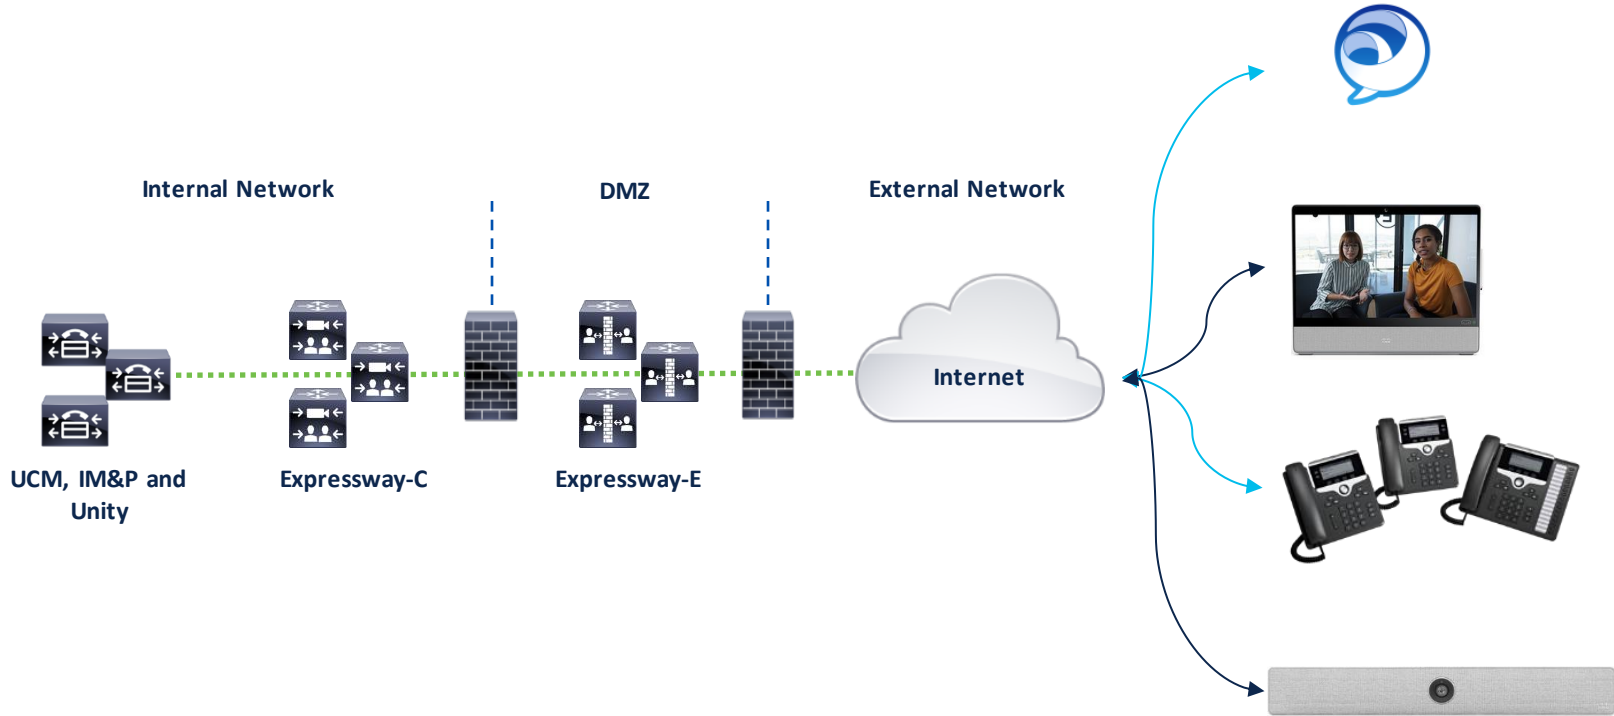 Internal Network
DMZ
External Network
Internet
UCM, IM&P and
Unity
Expressway-C
Expressway-E